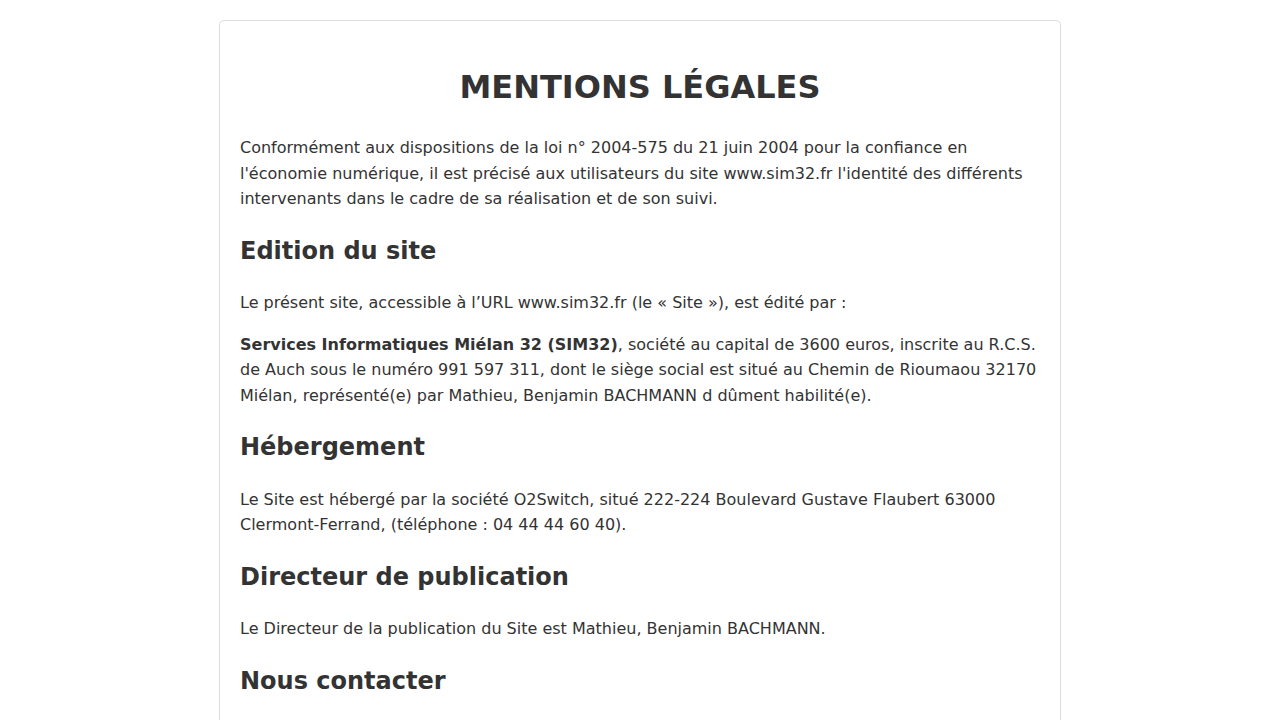 MENTIONS LÉGALES
Conformément aux dispositions de la loi n° 2004-575 du 21 juin 2004 pour la confiance en
l'économie numérique, il est précisé aux utilisateurs du site www.sim32.fr l'identité des différents
intervenants dans le cadre de sa réalisation et de son suivi.
Edition du site
Le présent site, accessible à l’URL www.sim32.fr (le « Site »), est édité par :
Services Informatiques Miélan 32 (SIM32), société au capital de 3600 euros, inscrite au R.C.S.
de Auch sous le numéro 991 597 311, dont le siège social est situé au Chemin de Rioumaou 32170
Miélan, représenté(e) par Mathieu, Benjamin BACHMANN d dûment habilité(e).
Hébergement
Le Site est hébergé par la société O2Switch, situé 222-224 Boulevard Gustave Flaubert 63000
Clermont-Ferrand, (téléphone : 04 44 44 60 40).
Directeur de publication
Le Directeur de la publication du Site est Mathieu, Benjamin BACHMANN.
Nous contacter